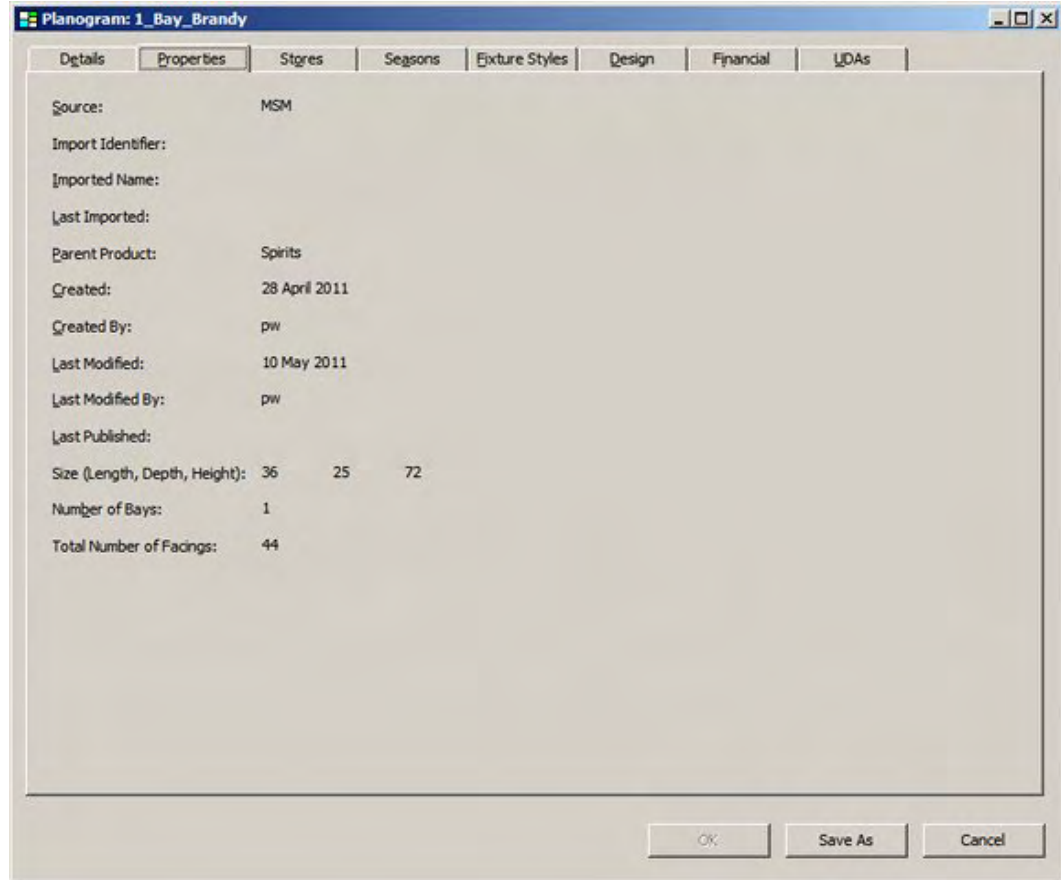 Planogram: 1_Bay_Brandy
Details Properties Stores Seasons Fixture Styles Design Financial UDAs
Source: MSM
Import Identifier:
Imported Name:
Last Imported:
Parent Product: Spirits
Created: 28 April 2011
Created By: pw
Last Modified: 10 May 2011
Last Modified By: pw
Last Published:
Size (Length, Depth, Height): 36 25 72
Number of Bays: 1
Total Number of Facings: 44
OK Save As Cancel